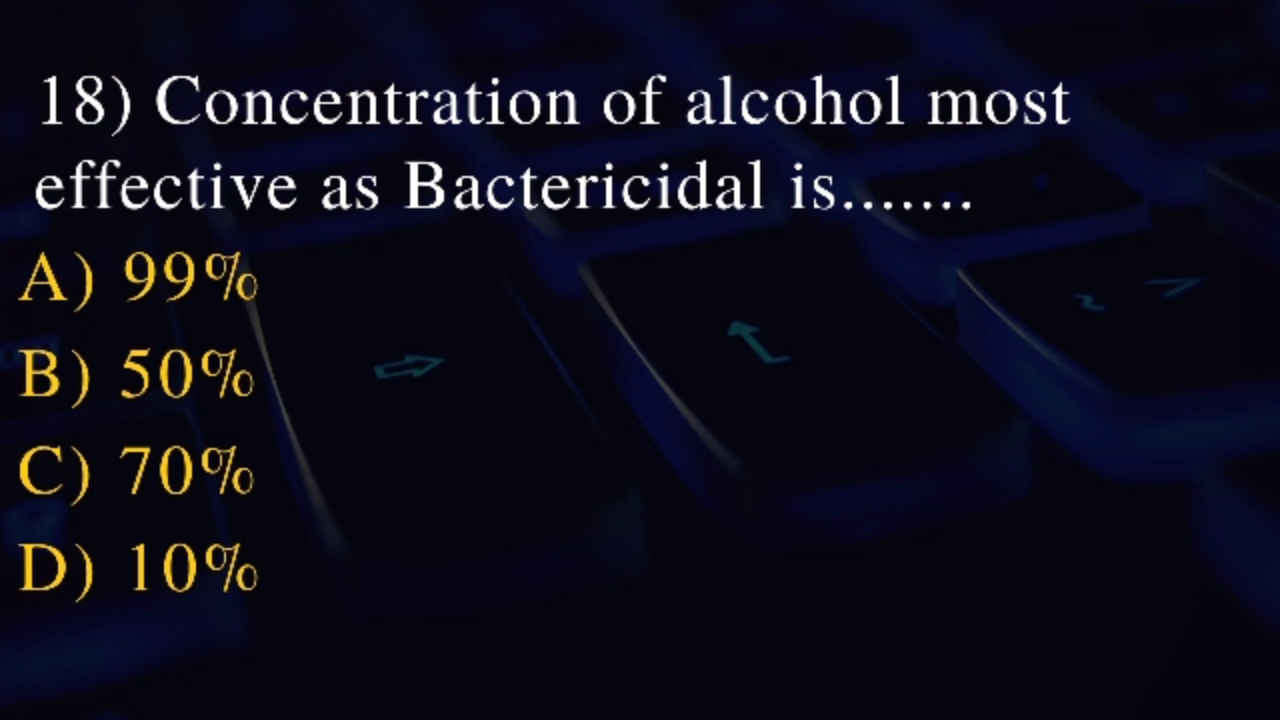 18) Concentration of alcohol most
effective as Bactericidal is.......
A) 99%
B) 50%
C) 70%
D) 10%